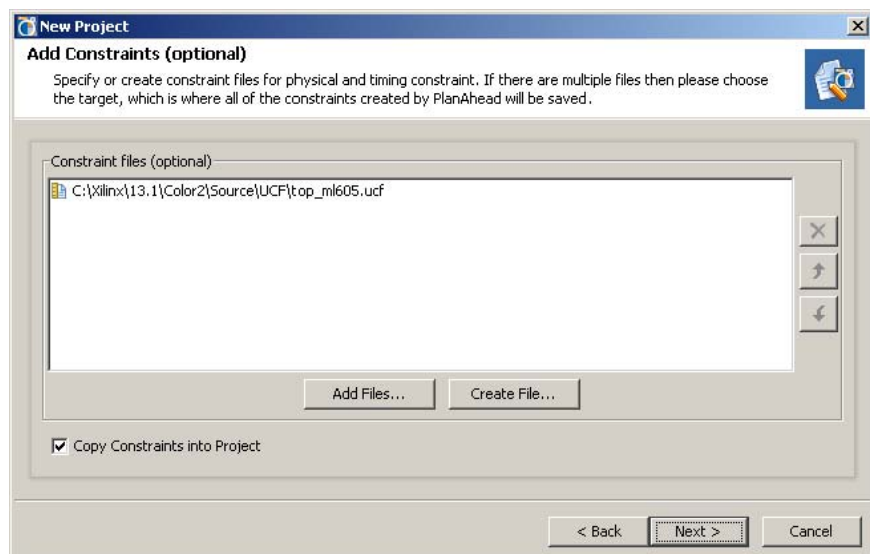 New Project
Add Constraints (optional)
Specify or create constraint files for physical and timing constraint. If there are multiple files then please choose
the target, which is where all of the constraints created by PlanAhead will be saved.
Constraint files (optional)
C:\Xilinx\13.1\Color2\Source\UCF\top_ml605.ucf
Add Files...
Create File...
Copy Constraints into Project
< Back
Next >
Cancel